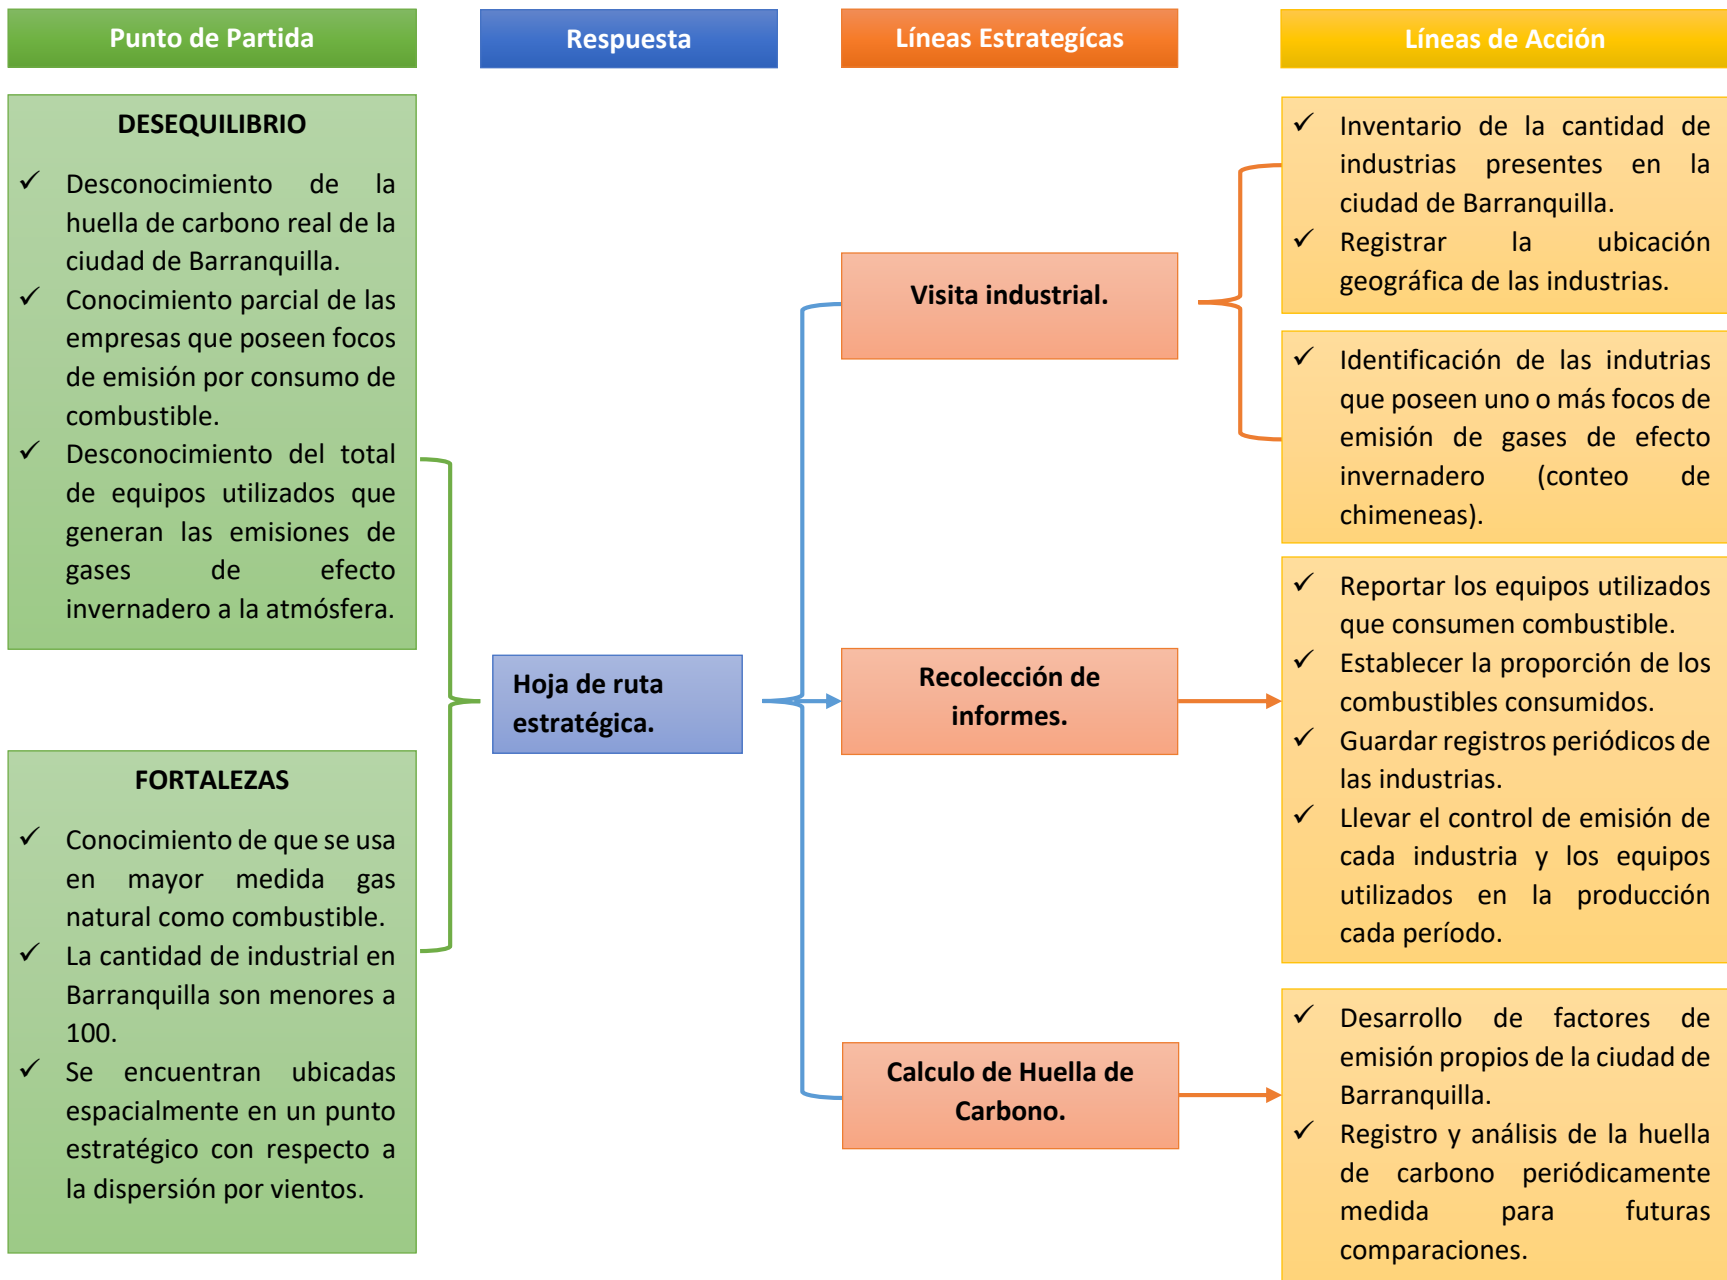 Punto de Partida
Respuesta
Líneas Estrategícas
Líneas de Acción
DESEQUILIBRIO
✓ Desconocimiento de la
huella de carbono real de la
ciudad de Barranquilla.
✓ Conocimiento parcial de las
empresas que poseen focos
de emisión por consumo de
combustible.
✓ Desconocimiento del total
de equipos utilizados que
generan las emisiones de
gases de efecto
invernadero a la atmósfera.
FORTALEZAS
✓ Conocimiento de que se usa
en mayor medida gas
natural como combustible.
✓ La cantidad de industrial en
Barranquilla son menores a
100.
✓ Se encuentran ubicadas
espacialmente en un punto
estratégico con respecto a
la dispersión por vientos.
Hoja de ruta
estratégica.
Visita industrial.
Recolección de
informes.
Calculo de Huella de
Carbono.
✓ Inventario de la cantidad de
industrias presentes en la
ciudad de Barranquilla.
✓ Registrar la ubicación
geográfica de las industrias.
✓ Identificación de las indutrias
que poseen uno o más focos de
emisión de gases de efecto
invernadero (conteo de
chimeneas).
✓ Reportar los equipos utilizados
que consumen combustible.
✓ Establecer la proporción de los
combustibles consumidos.
✓ Guardar registros periódicos de
las industrias.
✓ Llevar el control de emisión de
cada industria y los equipos
utilizados en la producción
cada período.
✓ Desarrollo de factores de
emisión propios de la ciudad de
Barranquilla.
✓ Registro y análisis de la huella
de carbono periódicamente
medida para futuras
comparaciones.